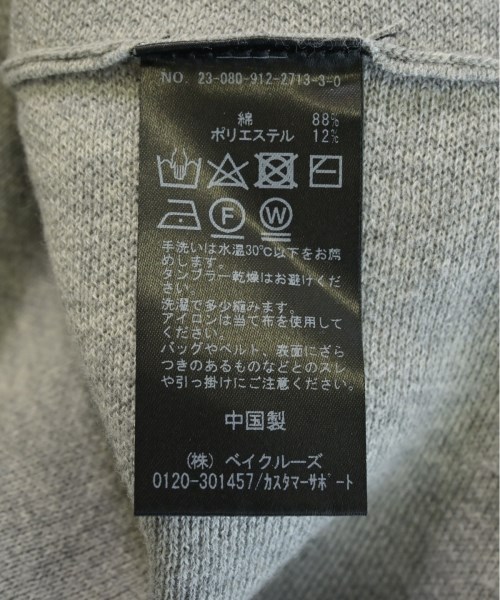 NO. 23-080-912-2713-3-0
綿 88%
ポリエステル 12%
F W
手洗いは水温30℃以下をお薦
めします。
タンブラー乾燥はお避けくだ
さい。
洗濯で多少縮みます。
アイロンは当て布を使用して
ください。
バッグやベルト、表面にざら
つきのあるものなどとのスレ
や引っ掛けにご注意ください。
中国製
(株) ベイクルーズ
0120-301457/カスタマーサポート